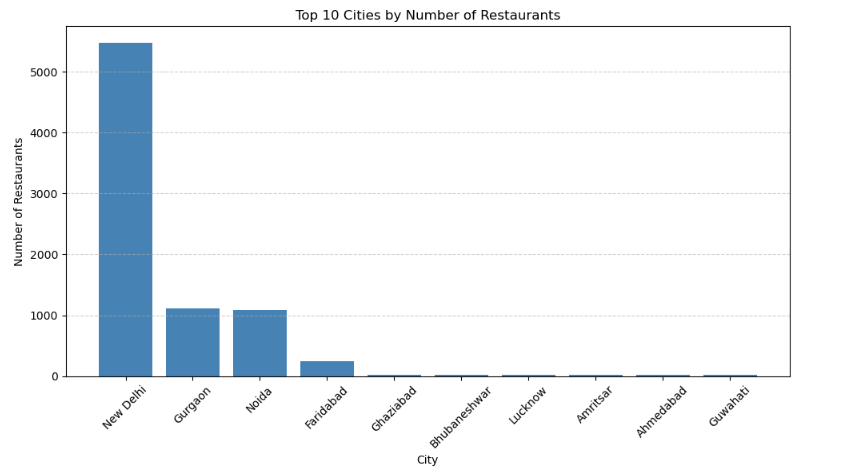 Top 10 Cities by Number of Restaurants
Number of Restaurants
5000
4000
3000
2000
1000
0
New Delhi
Gurgaon
Noida
Faridabad
Ghaziabad
Bhubaneshwar
Lucknow
Amritsar
Ahmedabad
Guwahati
City